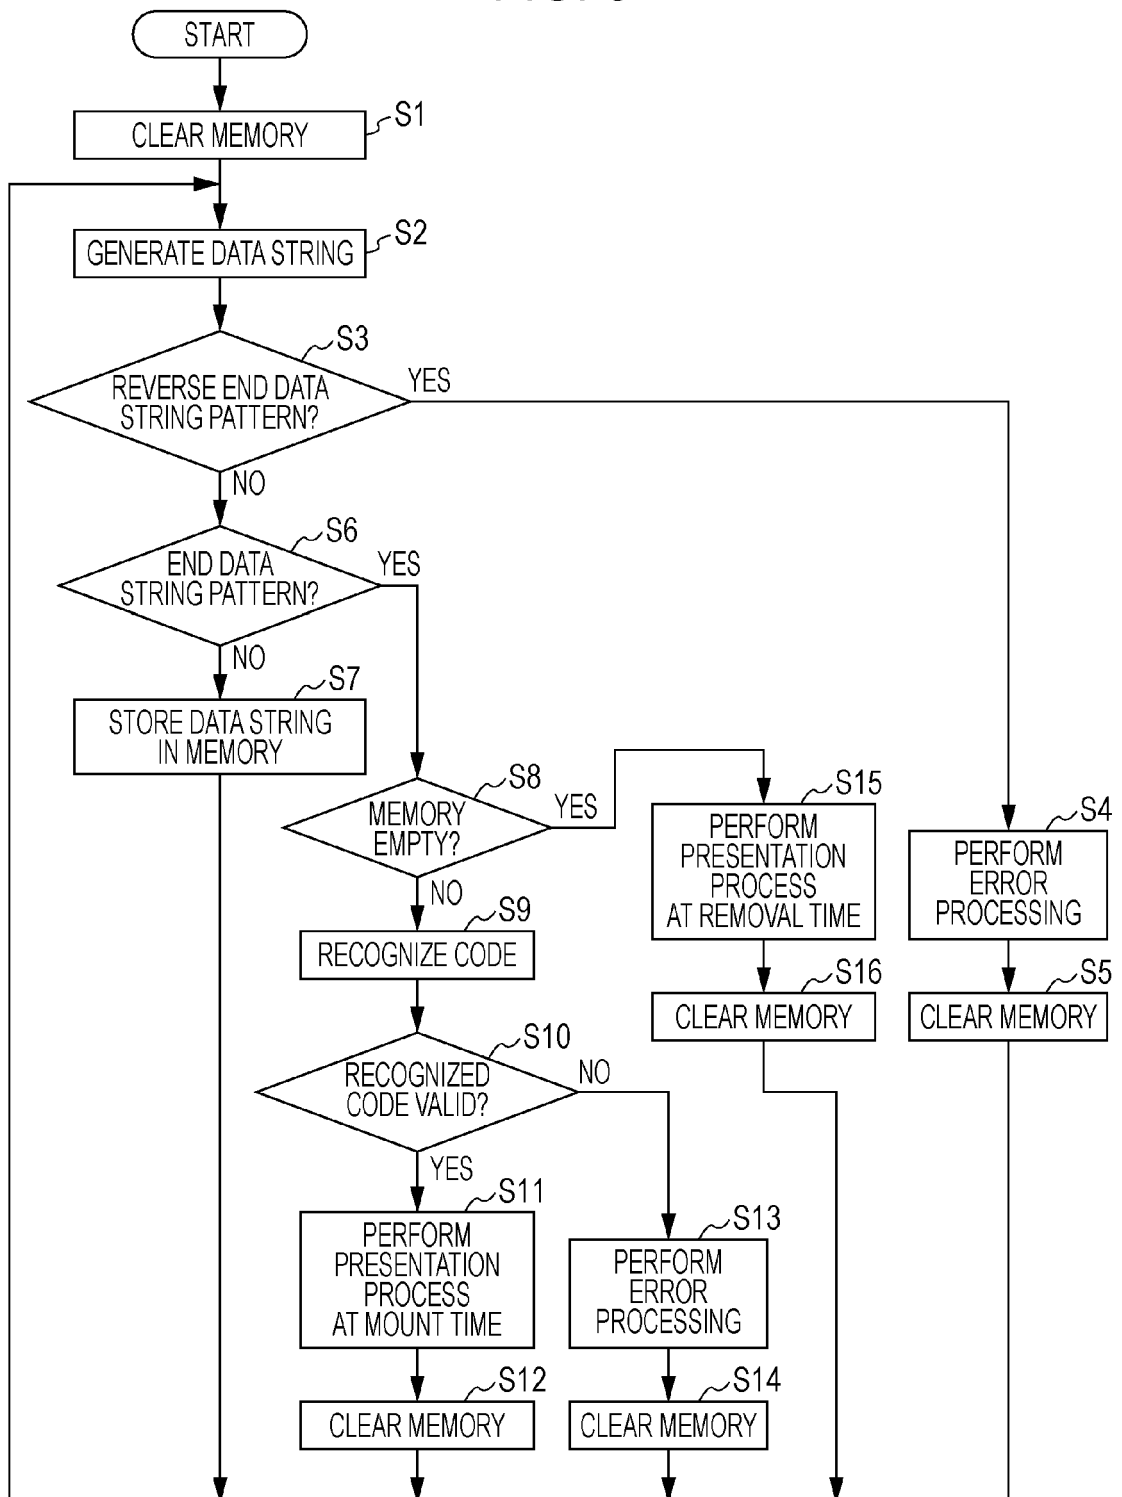 START
S1
CLEAR MEMORY
S2
GENERATE DATA STRING
S3
REVERSE END DATA
STRING PATTERN?
YES
NO
S6
END DATA
STRING PATTERN?
YES
NO
S7
STORE DATA STRING
IN MEMORY
S8
MEMORY
EMPTY?
YES
NO
S15
PERFORM
PRESENTATION
PROCESS
AT REMOVAL TIME
S4
PERFORM
ERROR
PROCESSING
S9
RECOGNIZE CODE
S16
CLEAR MEMORY
S5
CLEAR MEMORY
S10
RECOGNIZED
CODE VALID?
NO
YES
S11
PERFORM
PRESENTATION
PROCESS
AT MOUNT TIME
S13
PERFORM
ERROR
PROCESSING
S12
CLEAR MEMORY
S14
CLEAR MEMORY